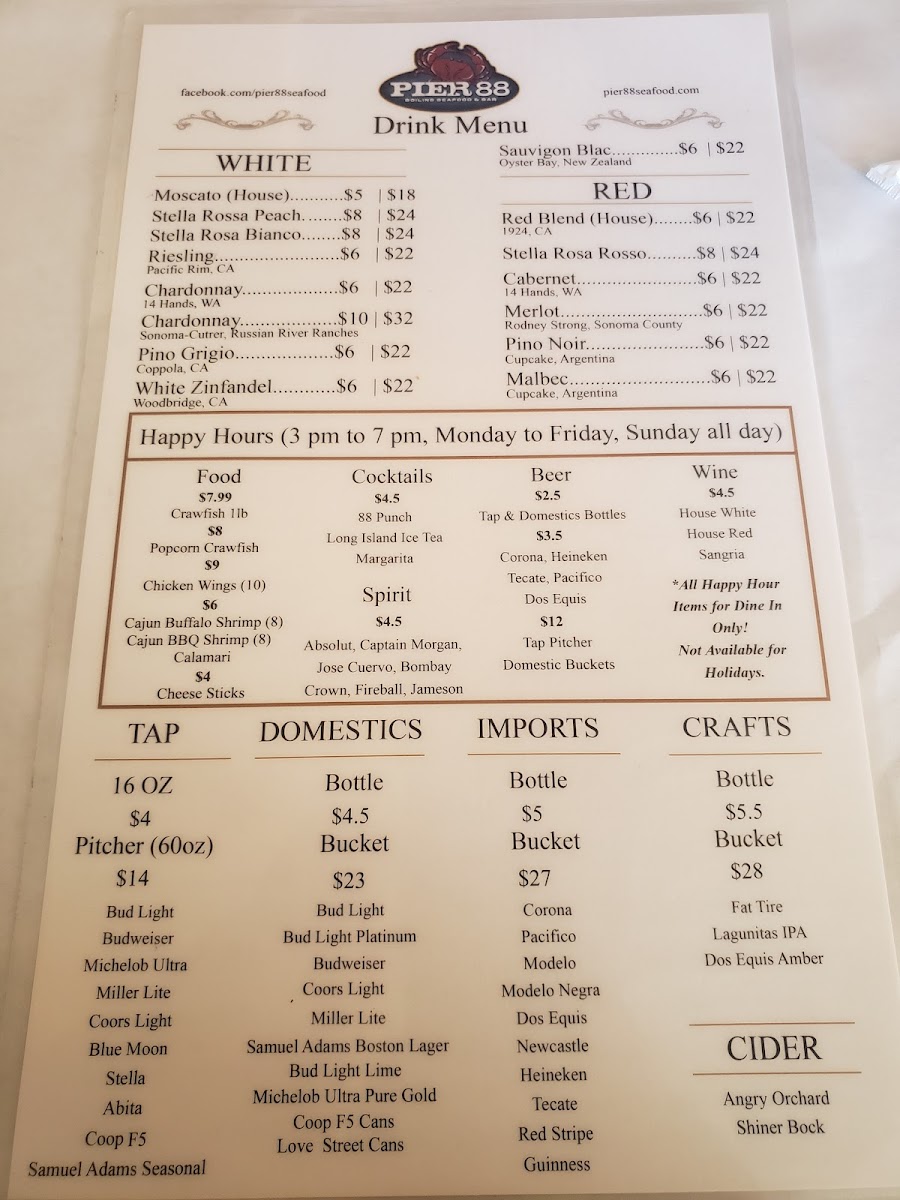 facebook.com/pier88seafood
PIER 88
BOILING SEAFOOD & BAR
pier88seafood.com
Drink Menu
WHITE
Moscato (House)...........$5 | $18
Stella Rossa Peach........$8 | $24
Stella Rosa Bianco........$8 | $24
Riesling.........................$6 | $22
Pacific Rim, CA
Chardonnay...................$6 | $22
14 Hands, WA
Chardonnay....................$10 | $32
Sonoma-Cutrer, Russian River Ranches
Pino Grigio....................$6 | $22
Coppola, CA
White Zinfandel.............$6 | $22
Woodbridge, CA
Sauvigon Blac..............$6 | $22
Oyster Bay, New Zealand
RED
Red Blend (House)........$6 | $22
1924, CA
Stella Rosa Rosso..........$8 | $24
Cabernet.........................$6 | $22
14 Hands, WA
Merlot.............................$6 | $22
Rodney Strong, Sonoma County
Pino Noir........................$6 | $22
Cupcake, Argentina
Malbec.............................$6 | $22
Cupcake, Argentina
Happy Hours (3 pm to 7 pm, Monday to Friday, Sunday all day)
Food
$7.99
Crawfish 1lb
$8
Popcorn Crawfish
$9
Chicken Wings (10)
$6
Cajun Buffalo Shrimp (8)
Cajun BBQ Shrimp (8)
Calamari
$4
Cheese Sticks
Cocktails
$4.5
88 Punch
Long Island Ice Tea
Margarita
Spirit
$4.5
Absolut, Captain Morgan,
Jose Cuervo, Bombay
Crown, Fireball, Jameson
Beer
$2.5
Tap & Domestics Bottles
$3.5
Corona, Heineken
Tecate, Pacifico
Dos Equis
$12
Tap Pitcher
Domestic Buckets
Wine
$4.5
House White
House Red
Sangria
*All Happy Hour
Items for Dine In
Only!
Not Available for
Holidays.
TAP
16 OZ
$4
Pitcher (60oz)
$14
Bud Light
Budweiser
Michelob Ultra
Miller Lite
Coors Light
Blue Moon
Stella
Abita
Coop F5
Samuel Adams Seasonal
DOMESTICS
Bottle
$4.5
Bucket
$23
Bud Light
Bud Light Platinum
Budweiser
Coors Light
Miller Lite
Samuel Adams Boston Lager
Bud Light Lime
Michelob Ultra Pure Gold
Coop F5 Cans
Love Street Cans
IMPORTS
Bottle
$5
Bucket
$27
Corona
Pacifico
Modelo
Modelo Negra
Dos Equis
Newcastle
Heineken
Tecate
Red Stripe
Guinness
CRAFTS
Bottle
$5.5
Bucket
$28
Fat Tire
Lagunitas IPA
Dos Equis Amber
CIDER
Angry Orchard
Shiner Bock